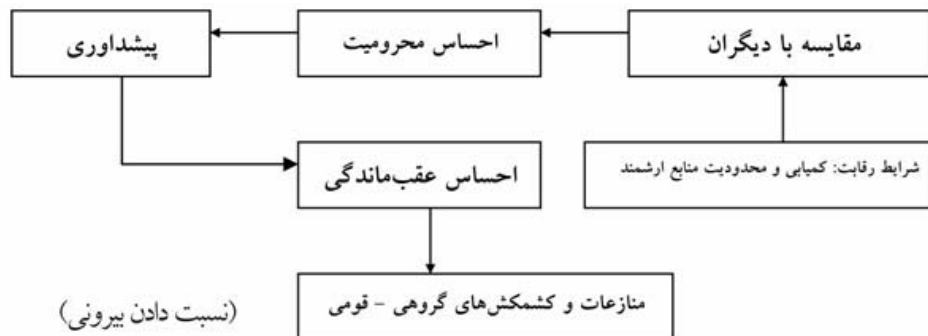 مقایسه با دیگران
احساس محرومیت
پیشداوری
شرایط رقابت: کمیابی و محدودیت منابع ارشمند
احساس عقب‌ماندگی
منازعات و کشمکش‌های گروهی - قومی
(نسبت دادن بیرونی)